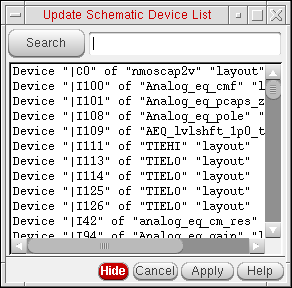 Update Schematic Device List
Search
Device "|C0" of "nmoscap2v" "layout"
Device "|I100" of "Analog_eq_cmf" "l
Device "|I101" of "Analog_eq_pcaps_z
Device "|I108" of "Analog_eq_pole" "l
Device "|I109" of "AEQ_lvlshft_1p0_t
Device "|I111" of "TIEHI" "layout"
Device "|I113" of "TIELO" "layout"
Device "|I114" of "TIELO" "layout"
Device "|I125" of "TIELO" "layout"
Device "|I126" of "TIELO" "layout"
Device "|I42" of "analog_eq_cm_res"
Device "|I94" of "Analog_eq_gain" "l
Hide Cancel Apply Help